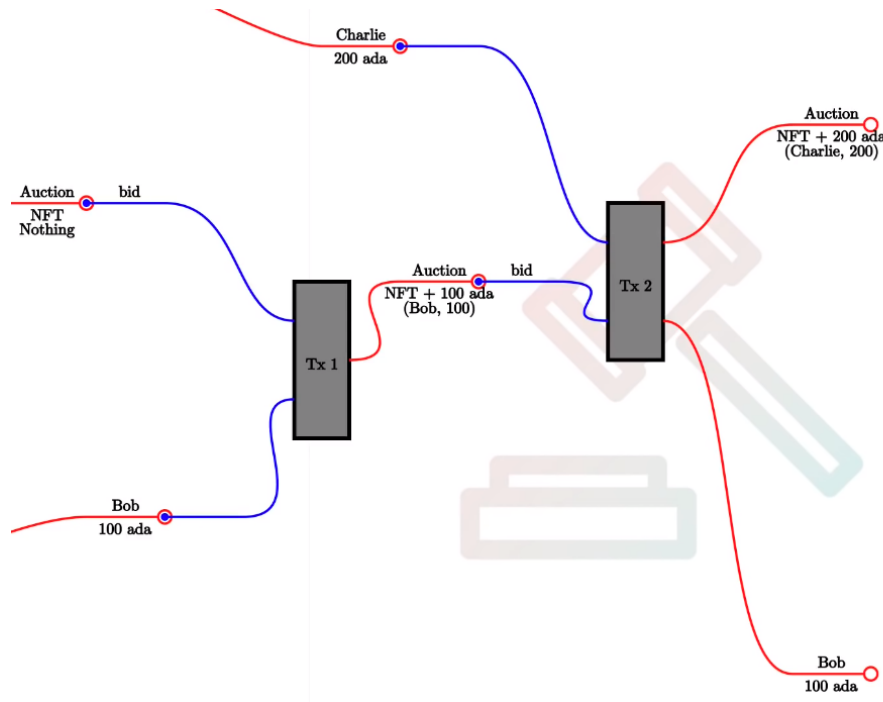 Charlie
200 ada
Auction
NFT + 200 ada
(Charlie, 200)
Auction
bid
NFT
Nothing
Auction
bid
NFT + 100 ada
(Bob, 100)
Tx 2
Tx 1
Bob
100 ada
Bob
100 ada